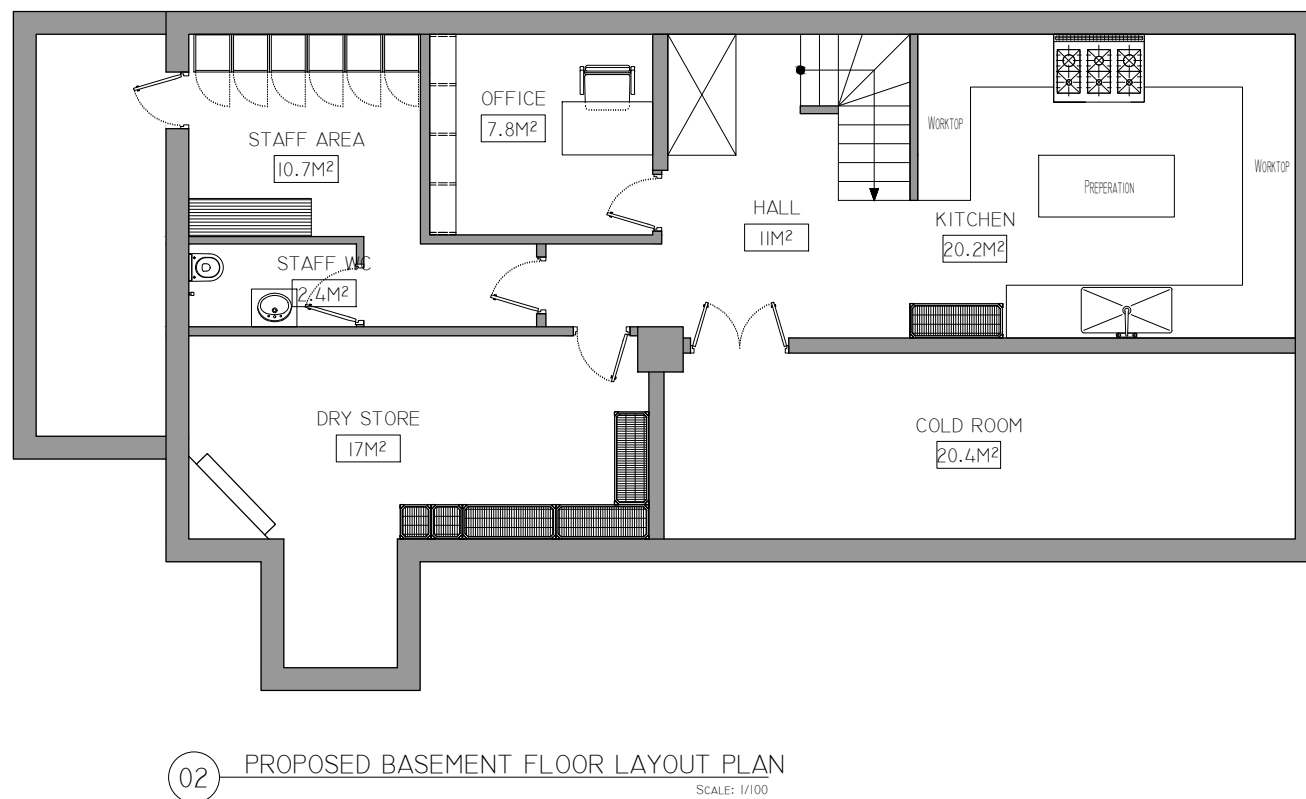 OFFICE
7.8M²
STAFF AREA
10.7M²
WORKTOP
WORKTOP
PREPERATION
HALL
11M²
KITCHEN
20.2M²
STAFF WC
2.4M²
DRY STORE
17M²
COLD ROOM
20.4M²
02
PROPOSED BASEMENT FLOOR LAYOUT PLAN
SCALE: 1/100